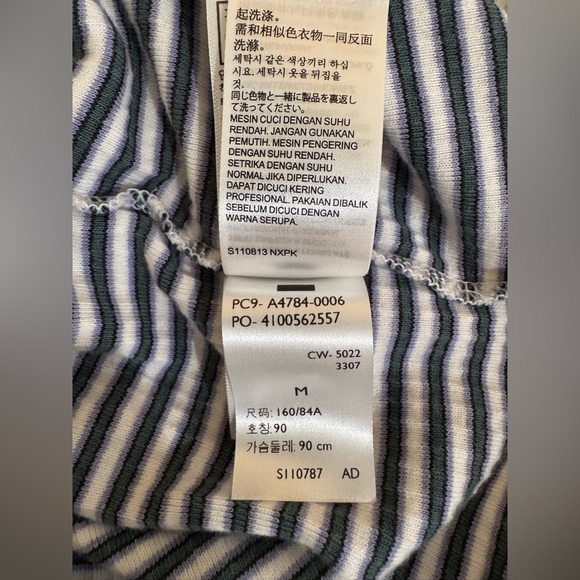 起洗涤。
需和相似色衣物一同反面
洗滌。
세탁시 같은 색상끼리 하십
시요. 세탁시 옷을 뒤집을
것.
同じ色物と一緒に製品を裏返し
て洗ってください。
MESIN CUCI DENGAN SUHU
RENDAH. JANGAN GUNAKAN
PEMUTIH. MESIN PENGERING
DENGAN SUHU RENDAH.
SETRIKA DENGAN SUHU
NORMAL JIKA DIPERLUKAN.
DAPAT DICUCI KERING
PROFESIONAL. PAKAIAN DIBALIK
SEBELUM DICUCI DENGAN
WARNA SERUPA.
S110813 NXPK
PC9- A4784-0006
PO- 4100562557
CW- 5022
3307
M
尺码: 160/84A
호칭: 90
가슴둘레: 90 cm
S110787 AD